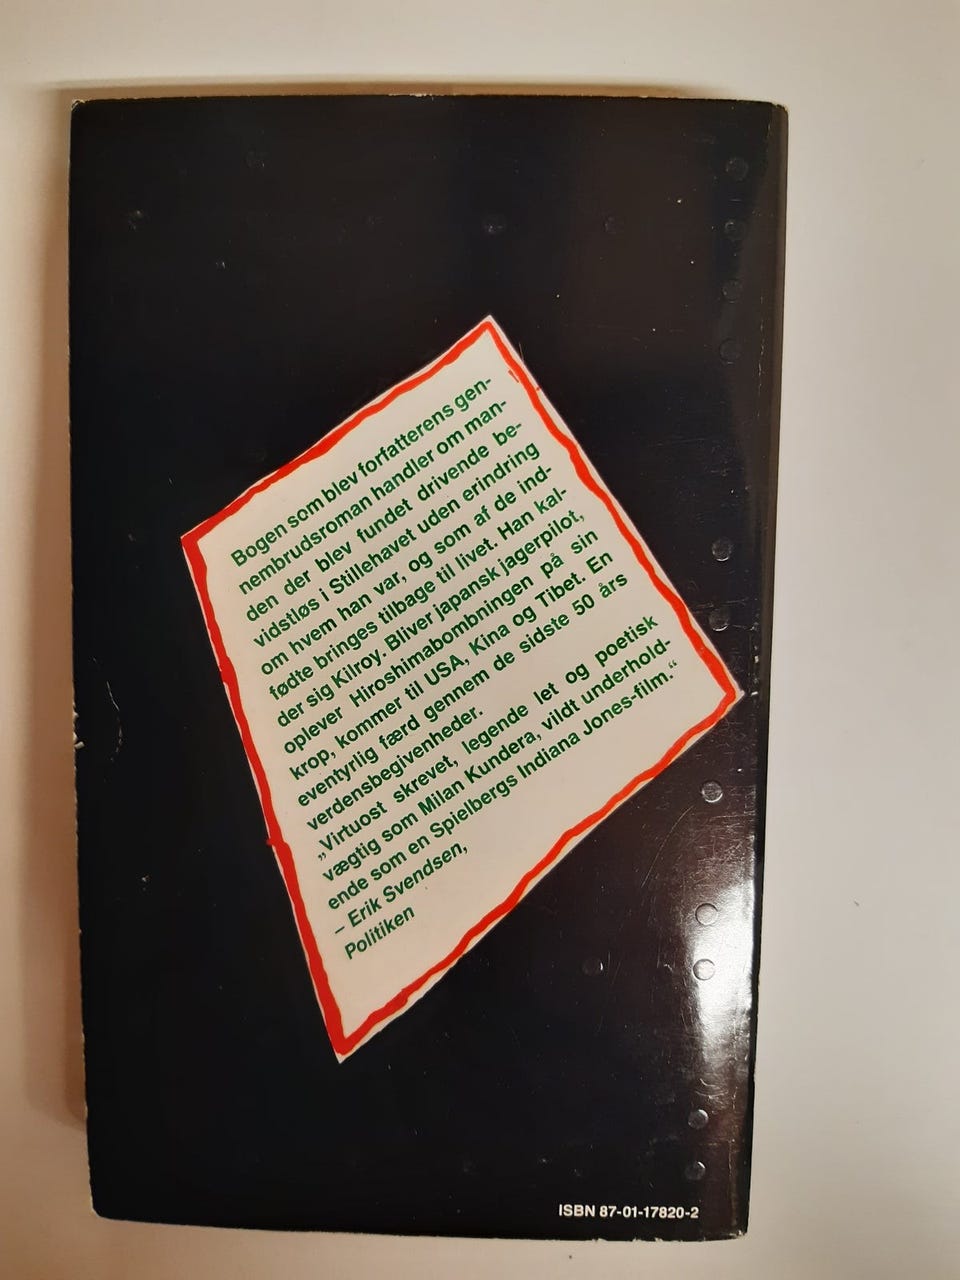 Bogen som blev forfatterens gen-
nembrudsroman handler om man-
den der blev fundet drivende be-
vidstløs i Stillehavet uden erindring
om hvem han var, og som af de ind-
fødte bringes tilbage til livet. Han kal-
der sig Kilroy. Bliver japansk jagerpilot,
oplever Hiroshimabombningen på sin
krop, kommer til USA, Kina og Tibet. En
eventyrlig færd gennem de sidste 50 års
verdensbegivenheder.
„Virtuost skrevet, legende let og poetisk
vægtig som Milan Kundera, vildt underhold-
ende som en Spielbergs Indiana Jones-film.“
– Erik Svendsen,
Politiken
ISBN 87-01-17820-2